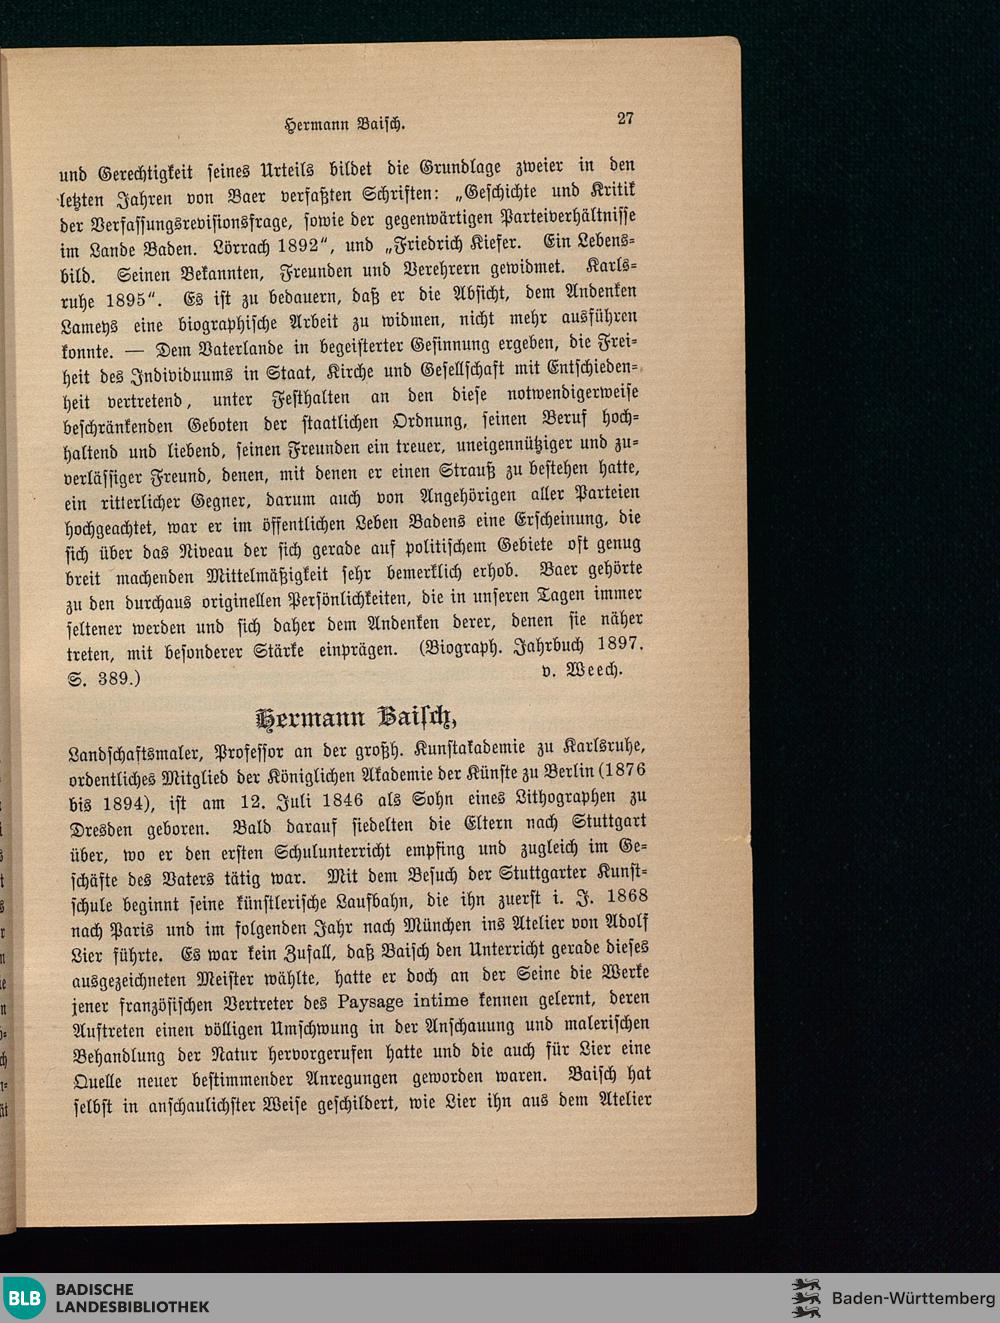 Hermann Baisch. 27
und Gerechtigkeit seines Urteils bildet die Grundlage zweier in den
letzten Jahren von Baer verfaßten Schriften: „Geschichte und Kritik
der Verfassungsrevisionsfrage, sowie der gegenwärtigen Parteiverhältnisse
im Lande Baden. Lörrach 1892“, und „Friedrich Kiefer. Ein Lebens-
bild. Seinen Bekannten, Freunden und Verehrern gewidmet. Karls-
ruhe 1895“. Es ist zu bedauern, daß er die Absicht, dem Andenken
Lameys eine biographische Arbeit zu widmen, nicht mehr ausführen
konnte. — Dem Vaterlande in begeisterter Gesinnung ergeben, die Frei-
heit des Individuums in Staat, Kirche und Gesellschaft mit Entschieden-
heit vertretend, unter Festhalten an den diese notwendigerweise
beschränkenden Geboten der staatlichen Ordnung, seinen Beruf hoch-
haltend und liebend, seinen Freunden ein treuer, uneigennütziger und zu-
verlässiger Freund, denen, mit denen er einen Strauß zu bestehen hatte,
ein ritterlicher Gegner, darum auch von Angehörigen aller Parteien
hochgeachtet, war er im öffentlichen Leben Badens eine Erscheinung, die
sich über das Niveau der sich gerade auf politischem Gebiete oft genug
breit machenden Mittelmäßigkeit sehr bemerklich erhob. Baer gehörte
zu den durchaus originellen Persönlichkeiten, die in unseren Tagen immer
seltener werden und sich daher dem Andenken derer, denen sie näher
treten, mit besonderer Stärke einprägen. (Biograph. Jahrbuch 1897.
S. 389.) v. Weech.
Hermann Baisch,
Landschaftsmaler, Professor an der großh. Kunstakademie zu Karlsruhe,
ordentliches Mitglied der Königlichen Akademie der Künste zu Berlin (1876
bis 1894), ist am 12. Juli 1846 als Sohn eines Lithographen zu
Dresden geboren. Bald darauf siedelten die Eltern nach Stuttgart
über, wo er den ersten Schulunterricht empfing und zugleich im Ge-
schäfte des Vaters tätig war. Mit dem Besuch der Stuttgarter Kunst-
schule beginnt seine künstlerische Laufbahn, die ihn zuerst i. J. 1868
nach Paris und im folgenden Jahr nach München ins Atelier von Adolf
Lier führte. Es war kein Zufall, daß Baisch den Unterricht gerade dieses
ausgezeichneten Meister wählte, hatte er doch an der Seine die Werke
jener französischen Vertreter des Paysage intime kennen gelernt, deren
Auftreten einen völligen Umschwung in der Anschauung und malerischen
Behandlung der Natur hervorgerufen hatte und die auch für Lier eine
Quelle neuer bestimmender Anregungen geworden waren. Baisch hat
selbst in anschaulichster Weise geschildert, wie Lier ihn aus dem Atelier
BLB BADISCHE
LANDESBIBLIOTHEK
Baden-Württemberg